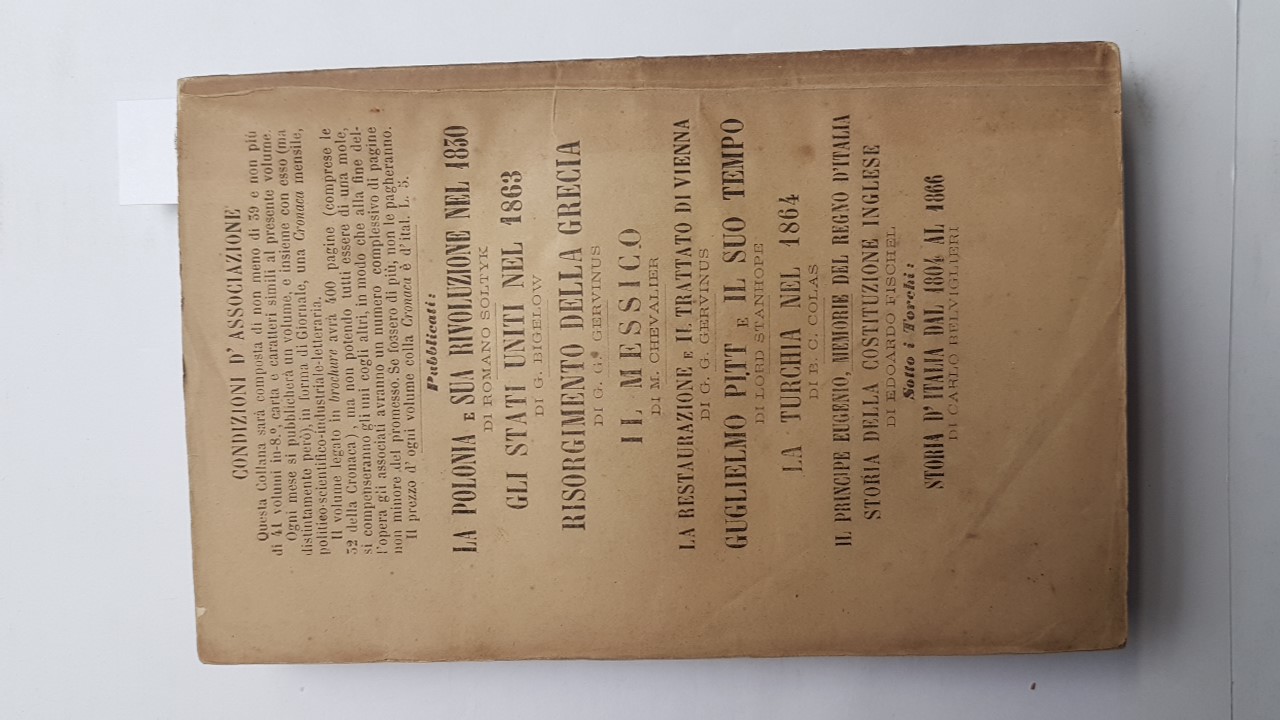 CONDIZIONI D' ASSOCIAZIONE
Questa Collana sarà composta di non meno di 39 e non più
di 41 volumi in-8.º, carta e caratteri simili al presente volume.
Ogni mese si pubblicherà un volume, e insieme con esso (ma
distintamente però), in forma di Giornale, una Cronaca mensile,
politico-scientifico-industriale-letteraria.
Il volume legato in brochure avrà 400 pagine (comprese le
32 della Cronaca), ma non potendo tutti essere di una mole,
si compenseranno gli uni cogli altri, in modo che alla fine del-
l'opera gli associati avranno un numero complessivo di pagine
non minore del promesso. Se fossero di più, non le pagheranno.
Il prezzo d' ogni volume colla Cronaca è d' ital. L. 5.
Pubblicati:
LA POLONIA E SUA RIVOLUZIONE NEL 1830
DI ROMANO SOLTYK
GLI STATI UNITI NEL 1863
DI G. BIGELOW
RISORGIMENTO DELLA GRECIA
DI G. G. GERVINUS
IL MESSICO
DI M. CHEVALIER
LA RESTAURAZIONE E IL TRATTATO DI VIENNA
DI G. G. GERVINUS
GUGLIELMO PITT E IL SUO TEMPO
DI LORD STANHOPE
LA TURCHIA NEL 1864
DI B. C. COLAS
IL PRINCIPE EUGENIO, MEMORIE DEL REGNO D'ITALIA
STORIA DELLA COSTITUZIONE INGLESE
DI EDOARDO FISCHEL
Sotto i Torchi:
STORIA D' ITALIA DAL 1804 AL 1866
DI CARLO BELVIGLIERI